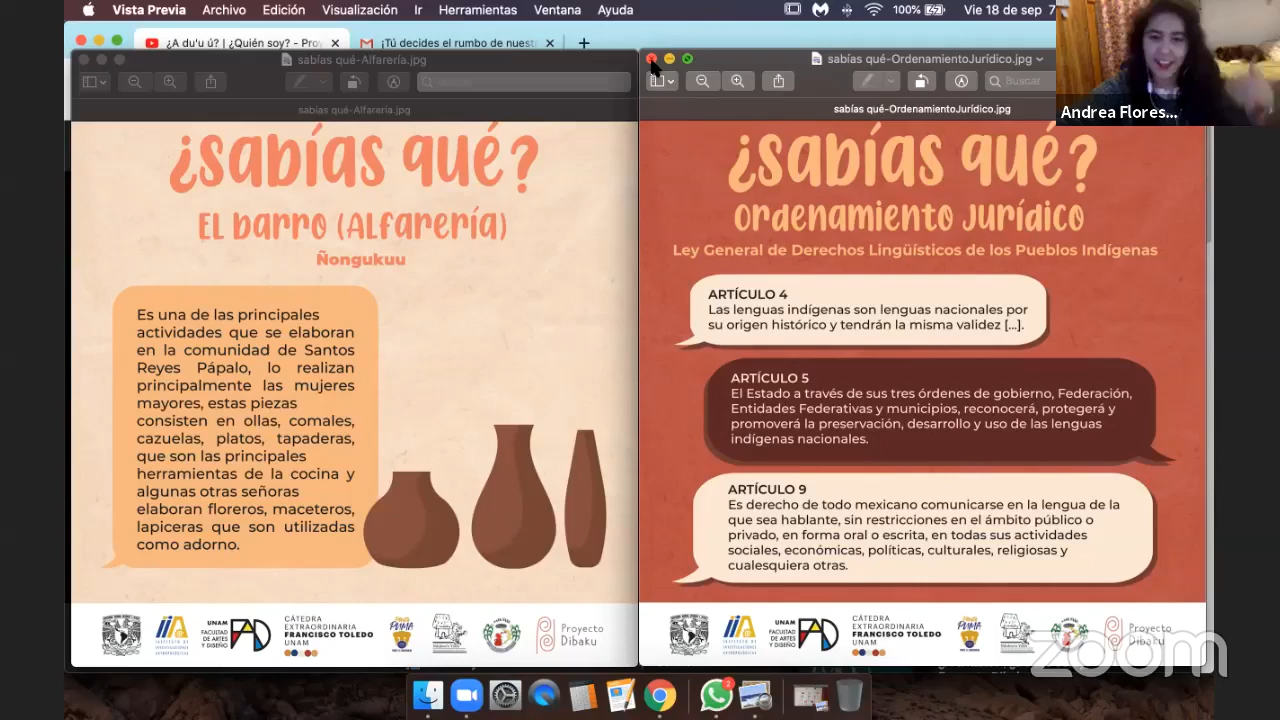 Vista Previa Archivo Edición Visualización Ir Herramientas Ventana Ayuda 100% Vie 18 de sep 7
¿A du'u ú? | ¿Quién soy? - Pro
¡Tú decides el rumbo de nuest
sabías qué-Alfarería.jpg
sabías qué-Alfarería.jpg
¿sabías qué?
El barro (Alfarería)
Ñongukuu
Es una de las principales
actividades que se elaboran
en la comunidad de Santos
Reyes Pápalo, lo realizan
principalmente las mujeres
mayores, estas piezas
consisten en ollas, comales,
cazuelas, platos, tapaderas,
que son las principales
herramientas de la cocina y
algunas otras señoras
elaboran floreros, maceteros,
lapiceras que son utilizadas
como adorno.
UNAM
FACULTAD
DE ARTES
Y DISEÑO
CÁTEDRA
EXTRAORDINARIA
FRANCISCO TOLEDO
UNAM
Proyecto
Dibaku
sabías qué-OrdenamientoJurídico.jpg
Buscar
sabías qué-OrdenamientoJurídico.jpg
¿sabías qué?
Ordenamiento Jurídico
Ley General de Derechos Lingüísticos de los Pueblos Indígenas
ARTÍCULO 4
Las lenguas indígenas son lenguas nacionales por
su origen histórico y tendrán la misma validez [...].
ARTÍCULO 5
El Estado a través de sus tres órdenes de gobierno, Federación,
Entidades Federativas y municipios, reconocerá, protegerá y
promoverá la preservación, desarrollo y uso de las lenguas
indígenas nacionales.
ARTÍCULO 9
Es derecho de todo mexicano comunicarse en la lengua de la
que sea hablante, sin restricciones en el ámbito público o
privado, en forma oral o escrita, en todas sus actividades
sociales, económicas, políticas, culturales, religiosas y
cualesquiera otras.
UNAM
FACULTAD
DE ARTES
Y DISEÑO
CÁTEDRA
EXTRAORDINARIA
FRANCISCO TOLEDO
UNAM
Proyecto
Dibaku
Andrea Flores...
zoom
2